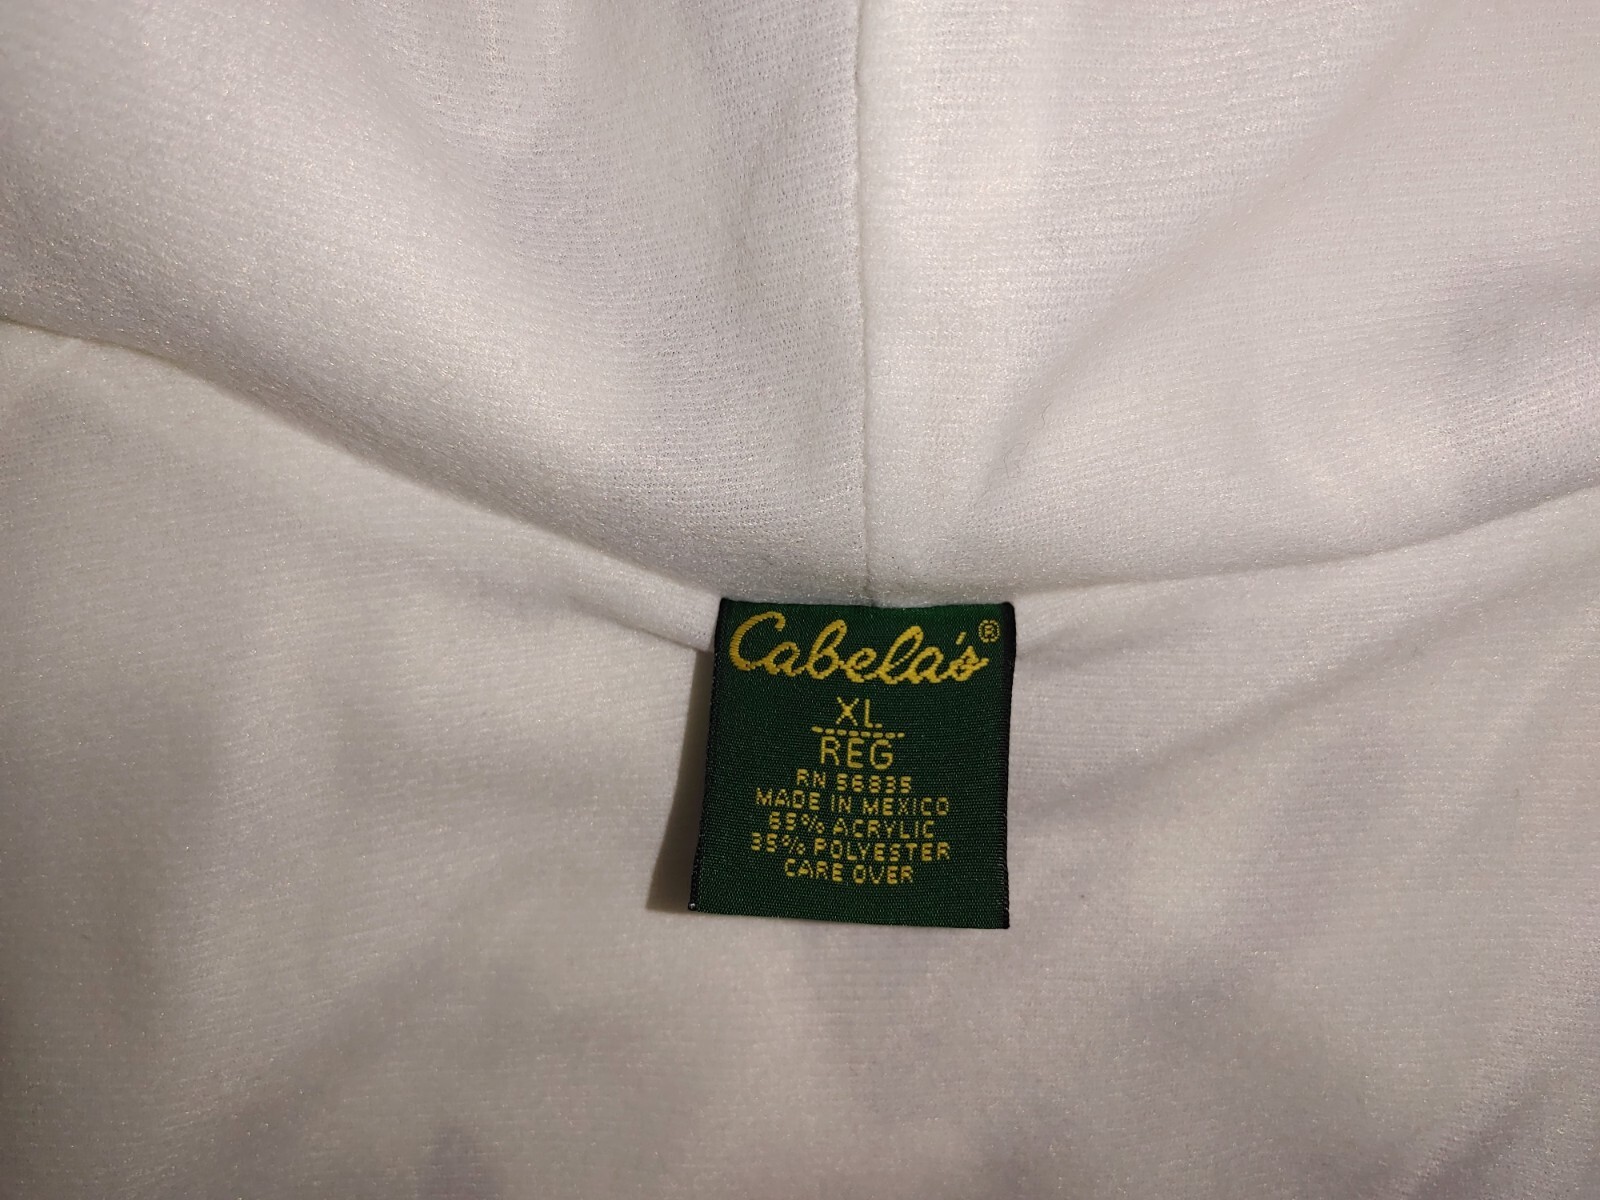 Cabela's®
XL
REG
RN 56835
MADE IN MEXICO
65% ACRYLIC
35% POLYESTER
CARE OVER